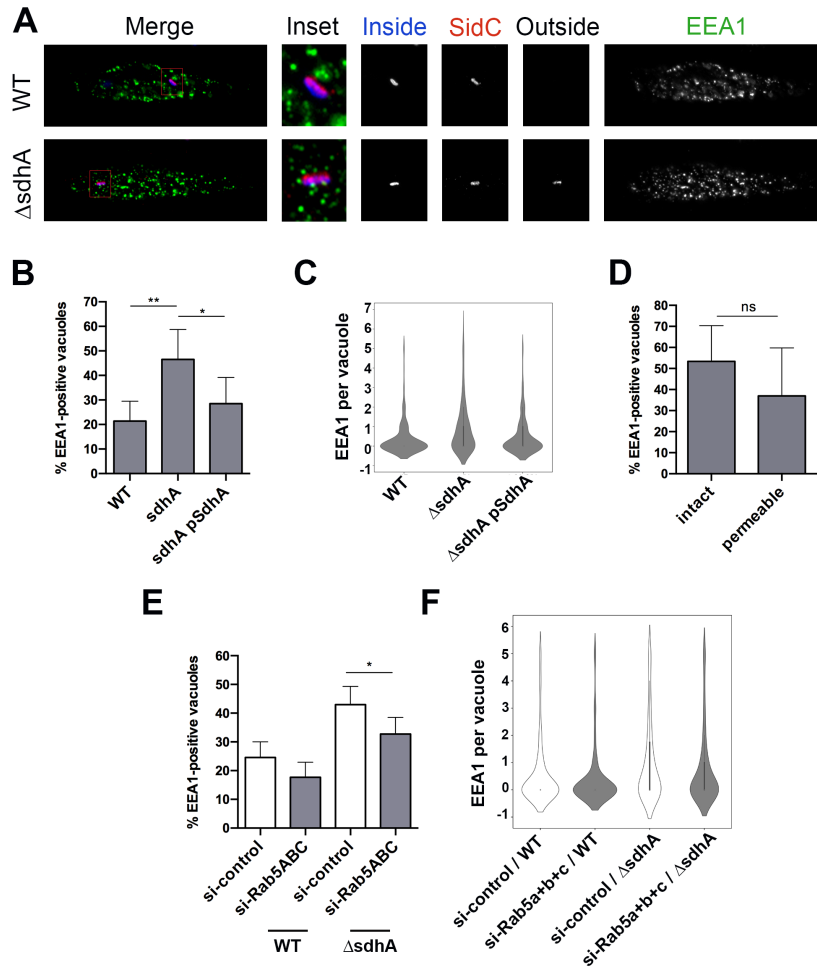 A
Merge
Inset
Inside
SidC
Outside
EEA1
WT
ΔsdhA
B
% EEA1-positive vacuoles
70
60
50
40
30
20
10
0
**
*
WT
sdhA
sdhA pSdhA
C
EEA1 per vacuole
7
6
5
4
3
2
1
0
-1
WT
ΔsdhA
ΔsdhA pSdhA
D
% EEA1-positive vacuoles
80
70
60
50
40
30
20
10
0
ns
intact
permeable
E
% EEA1-positive vacuoles
60
50
40
30
20
10
0
*
si-control
si-Rab5ABC
si-control
si-Rab5ABC
WT
ΔsdhA
F
EEA1 per vacuole
6
5
4
3
2
1
0
-1
si-control / WT
si-Rab5a+b+c / WT
si-control / ΔsdhA
si-Rab5a+b+c / ΔsdhA